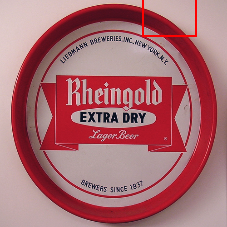 LIEBMANN BREWERIES, INC., NEW YORK, N.Y.
Rheingold
EXTRA DRY
Lager Beer
BREWERS SINCE 1837